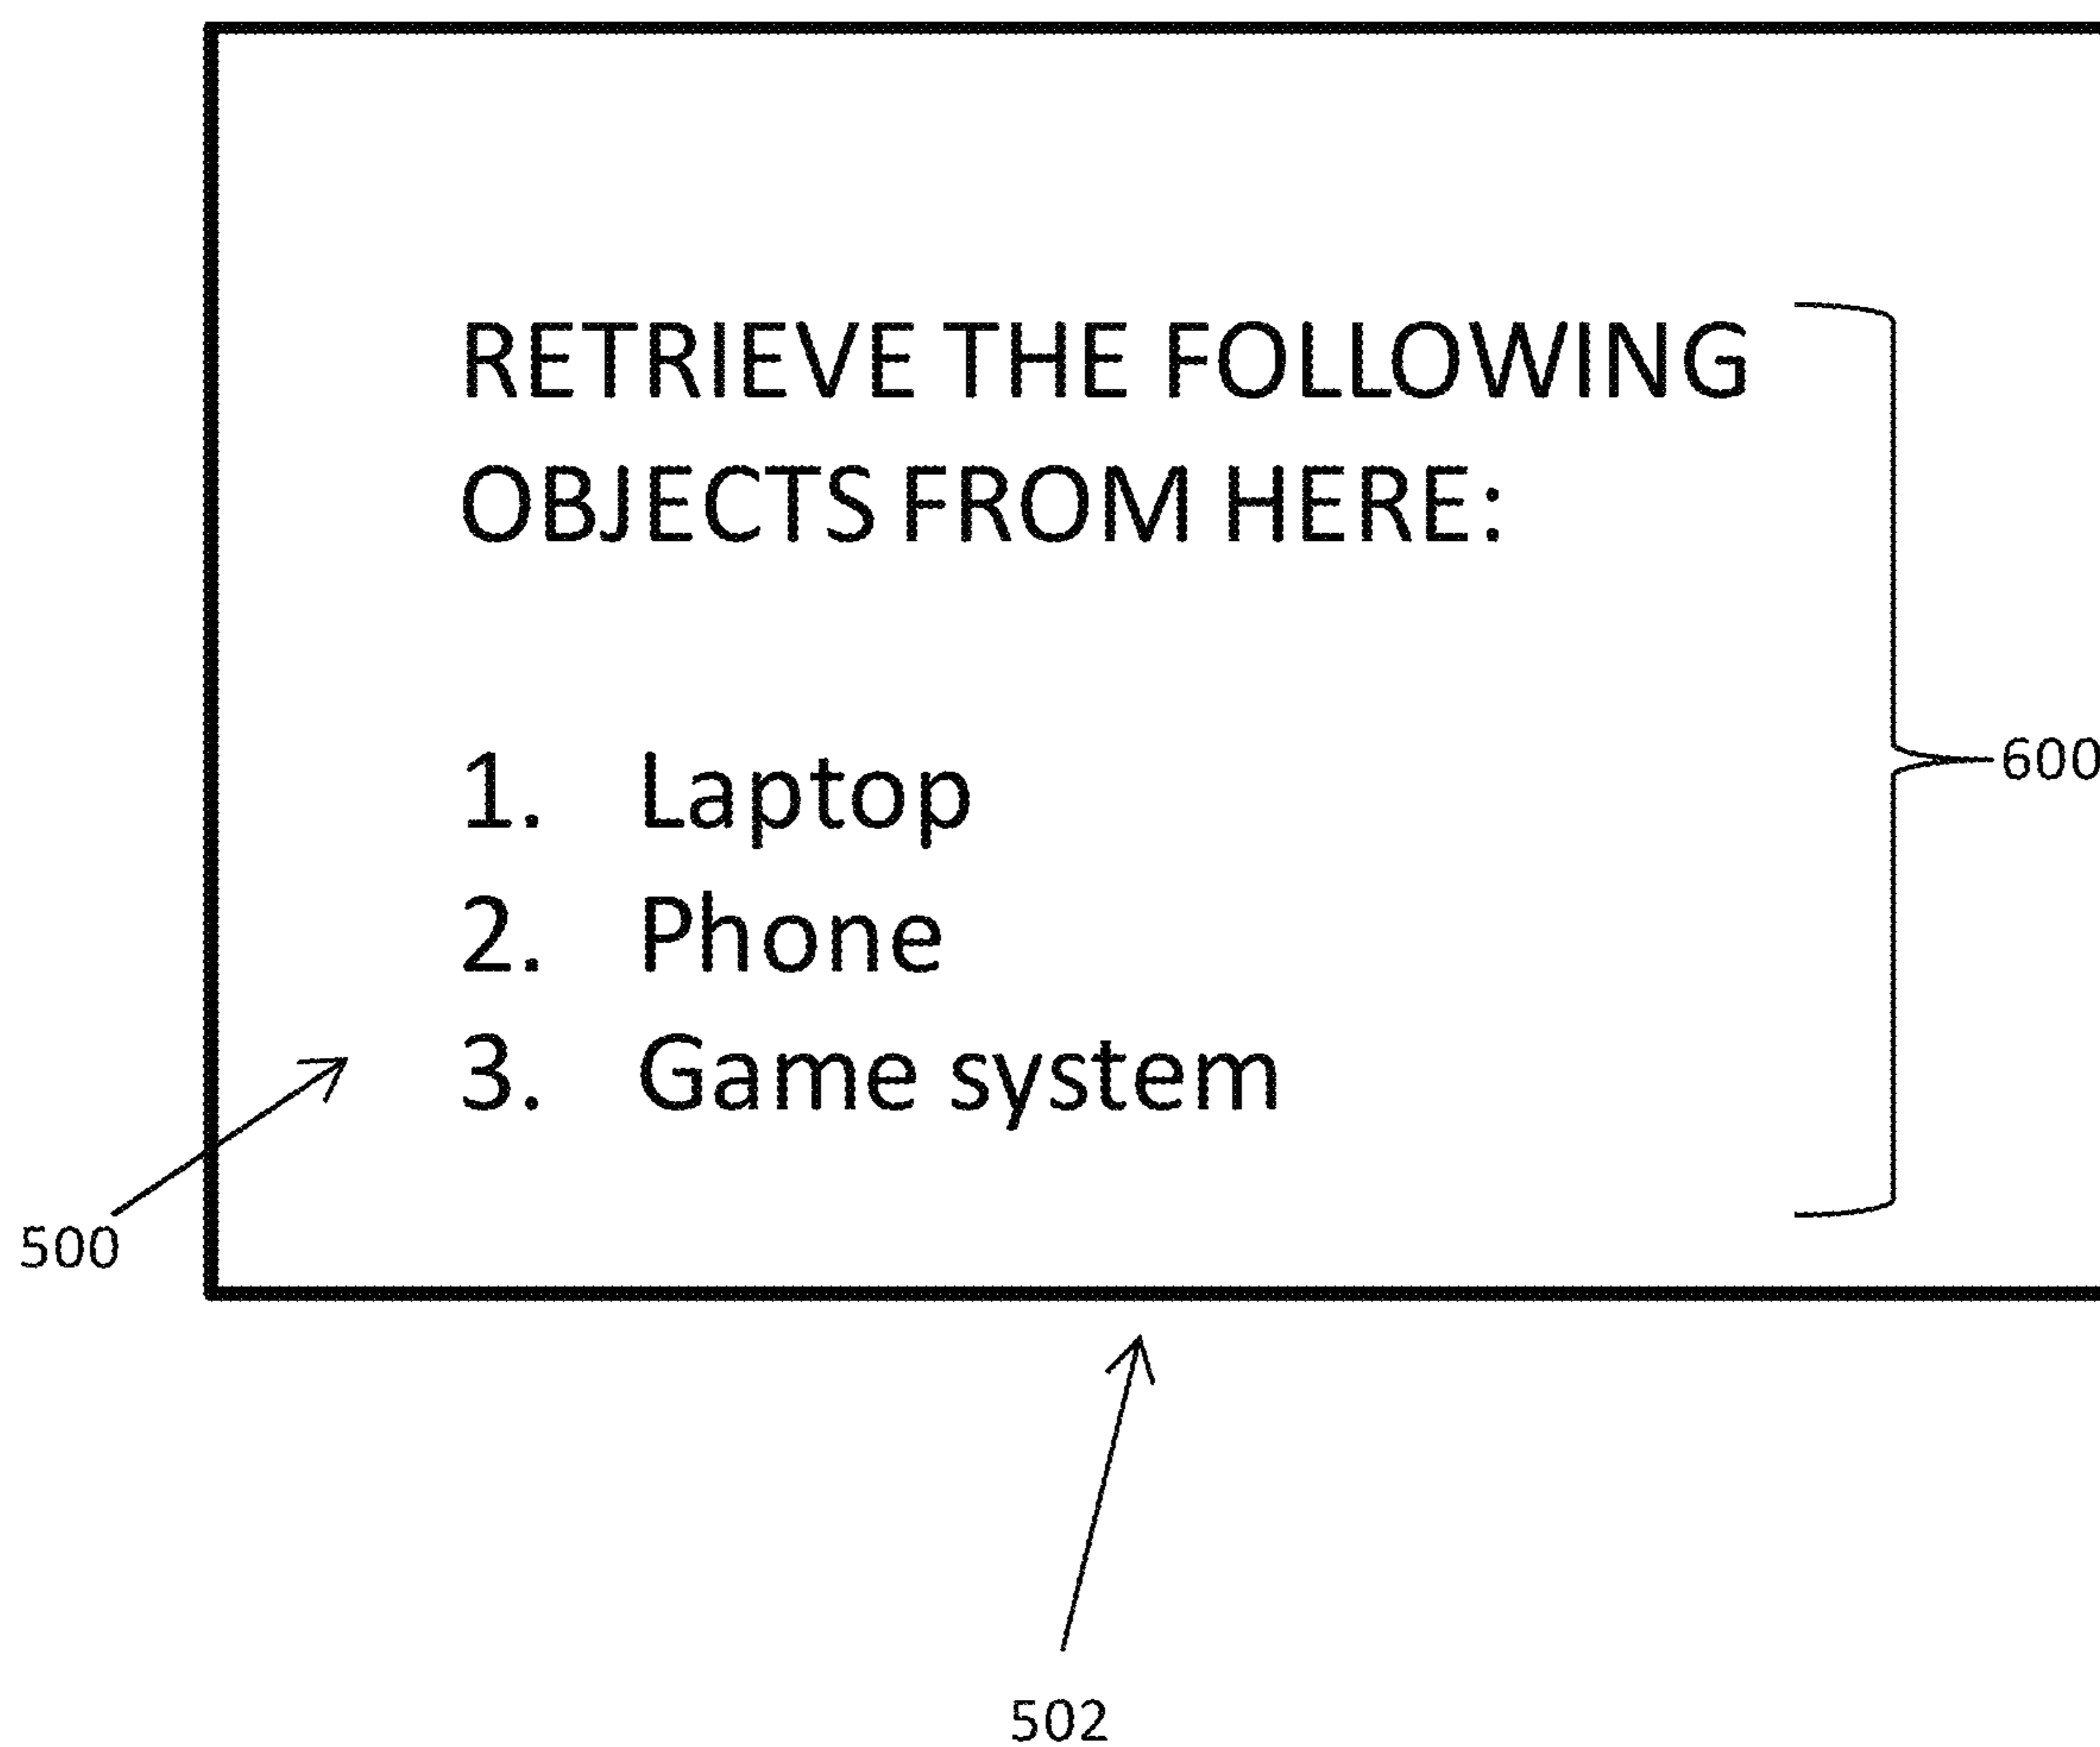 RETRIEVE THE FOLLOWING
OBJECTS FROM HERE:
1. Laptop
2. Phone
3. Game system
600
500
502